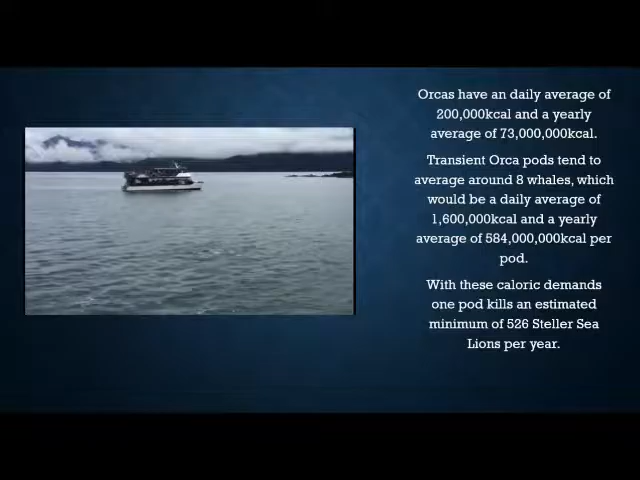 Orcas have an daily average of
200,000kcal and a yearly
average of 73,000,000kcal.
Transient Orca pods tend to
average around 8 whales, which
would be a daily average of
1,600,000kcal and a yearly
average of 584,000,000kcal per
pod.
With these caloric demands
one pod kills an estimated
minimum of 526 Steller Sea
Lions per year.